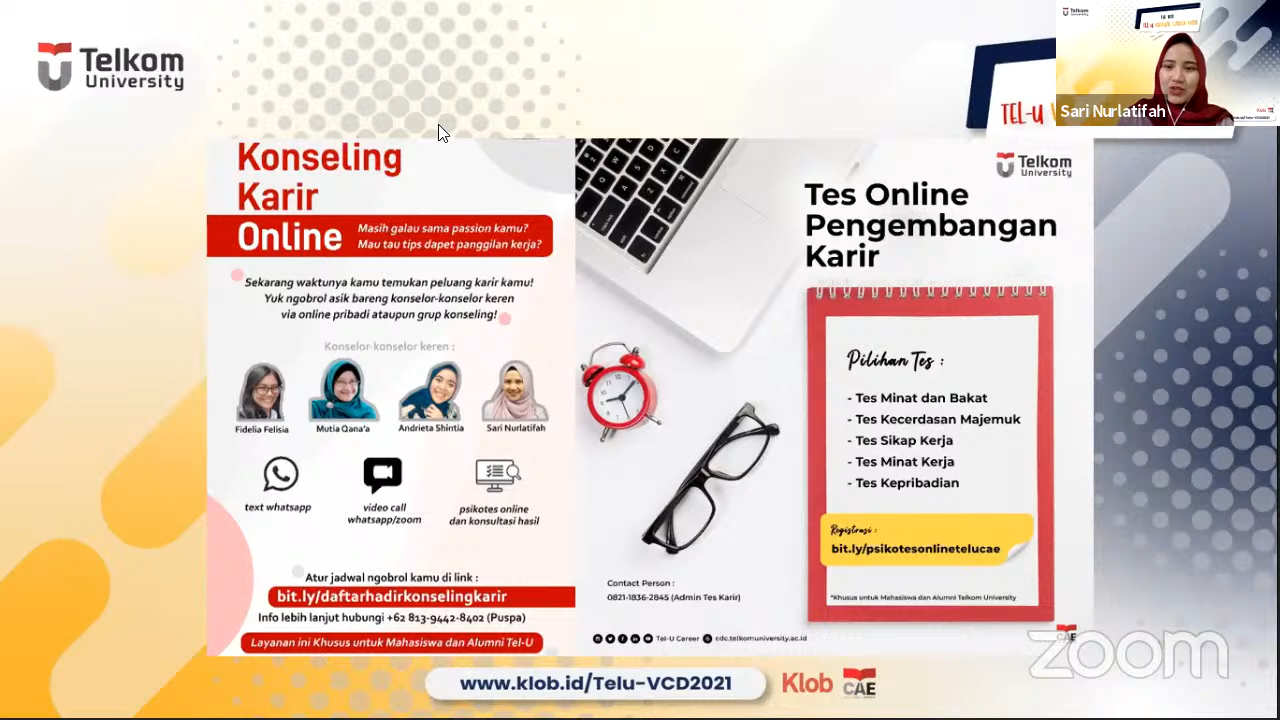 Telkom
University
TEL-U
Telkom
University
Sari Nurlatifah
Konseling
Karir
Online
Masih galau sama passion kamu?
Mau tau tips dapet panggilan kerja?
Sekarang waktunya kamu temukan peluang karir kamu!
Yuk ngobrol asik bareng konselor-konselor keren
via online pribadi ataupun grup konseling!
Konselor-konselor keren :
Fidelia Felisia
Mutia Qana'a
Andrieta Shintia
Sari Nurlatifah
text whatsapp
video call
whatsapp/zoom
psikotes online
dan konsultasi hasil
Atur jadwal ngobrol kamu di link :
bit.ly/daftarhadirkonselingkarir
Info lebih lanjut hubungi +62 813-9442-8402 (Puspa)
Layanan ini Khusus untuk Mahasiswa dan Alumni Tel-U
Telkom
University
Tes Online
Pengembangan
Karir
Pilihan Tes :
- Tes Minat dan Bakat
- Tes Kecerdasan Majemuk
- Tes Sikap Kerja
- Tes Minat Kerja
- Tes Kepribadian
Registrasi :
bit.ly/psikotesonlinetelucae
*Khusus untuk Mahasiswa dan Alumni Telkom University
Contact Person :
0821-1836-2845 (Admin Tes Karir)
Tel-U Career
cdc.telkomuniversity.ac.id
CAE
zoom
www.klob.id/Telu-VCD2021
Klob
CAE